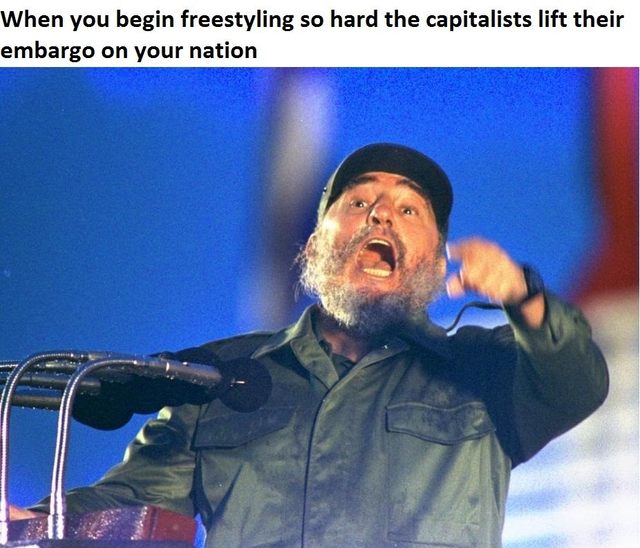 When you begin freestyling so hard the capitalists lift their
embargo on your nation